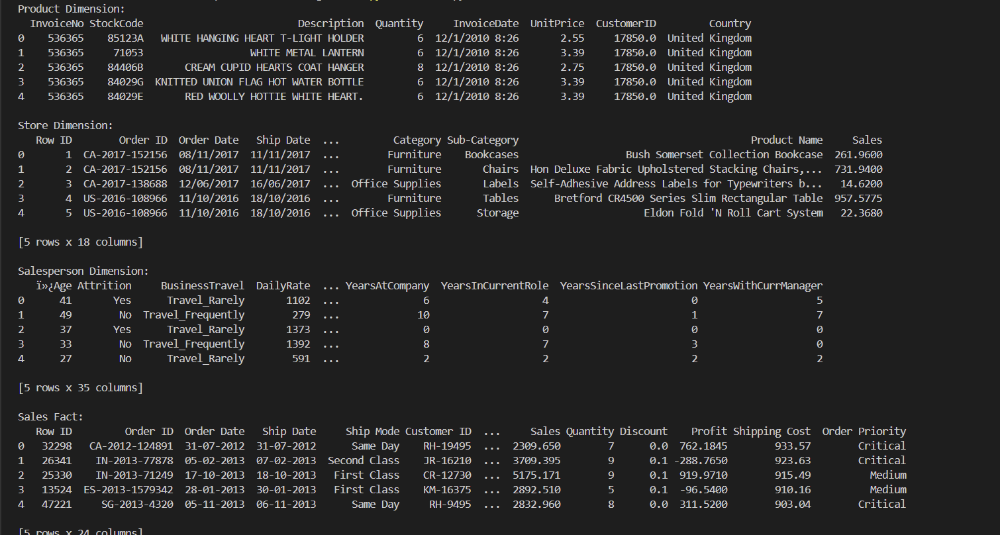 Product Dimension:
InvoiceNo StockCode Description Quantity InvoiceDate UnitPrice CustomerID Country
0 536365 85123A WHITE HANGING HEART T-LIGHT HOLDER 6 12/1/2010 8:26 2.55 17850.0 United Kingdom
1 536365 71053 WHITE METAL LANTERN 6 12/1/2010 8:26 3.39 17850.0 United Kingdom
2 536365 84406B CREAM CUPID HEARTS COAT HANGER 8 12/1/2010 8:26 2.75 17850.0 United Kingdom
3 536365 84029G KNITTED UNION FLAG HOT WATER BOTTLE 6 12/1/2010 8:26 3.39 17850.0 United Kingdom
4 536365 84029E RED WOOLLY HOTTIE WHITE HEART. 6 12/1/2010 8:26 3.39 17850.0 United Kingdom
Store Dimension:
Row ID Order ID Order Date Ship Date ... Category Sub-Category Product Name Sales
0 1 CA-2017-152156 08/11/2017 11/11/2017 ... Furniture Bookcases Bush Somerset Collection Bookcase 261.9600
1 2 CA-2017-152156 08/11/2017 11/11/2017 ... Furniture Chairs Hon Deluxe Fabric Upholstered Stacking Chairs,... 731.9400
2 3 CA-2017-138688 12/06/2017 16/06/2017 ... Office Supplies Labels Self-Adhesive Address Labels for Typewriters b... 14.6200
3 4 US-2016-108966 11/10/2016 18/10/2016 ... Furniture Tables Bretford CR4500 Series Slim Rectangular Table 957.5775
4 5 US-2016-108966 11/10/2016 18/10/2016 ... Office Supplies Storage Eldon Fold 'N Roll Cart System 22.3680
[5 rows x 18 columns]
Salesperson Dimension:
ï»¿Age Attrition BusinessTravel DailyRate ... YearsAtCompany YearsInCurrentRole YearsSinceLastPromotion YearsWithCurrManager
0 41 Yes Travel_Rarely 1102 ... 6 4 0 5
1 49 No Travel_Frequently 279 ... 10 7 1 7
2 37 Yes Travel_Rarely 1373 ... 0 0 0 0
3 33 No Travel_Frequently 1392 ... 8 7 3 0
4 27 No Travel_Rarely 591 ... 2 2 2 2
[5 rows x 35 columns]
Sales Fact:
Row ID Order ID Order Date Ship Date Ship Mode Customer ID ... Sales Quantity Discount Profit Shipping Cost Order Priority
0 32298 CA-2012-124891 31-07-2012 31-07-2012 Same Day RH-19495 ... 2309.650 7 0.0 762.1845 933.57 Critical
1 26341 IN-2013-77878 05-02-2013 07-02-2013 Second Class JR-16210 ... 3709.395 9 0.1 -288.7650 923.63 Critical
2 25330 IN-2013-71249 17-10-2013 18-10-2013 First Class CR-12730 ... 5175.171 9 0.1 919.9710 915.49 Medium
3 13524 ES-2013-1579342 28-01-2013 30-01-2013 First Class KM-16375 ... 2892.510 5 0.1 -96.5400 910.16 Medium
4 47221 SG-2013-4320 05-11-2013 06-11-2013 Same Day RH-9495 ... 2832.960 8 0.0 311.5200 903.04 Critical
[5 rows x 24 columns]